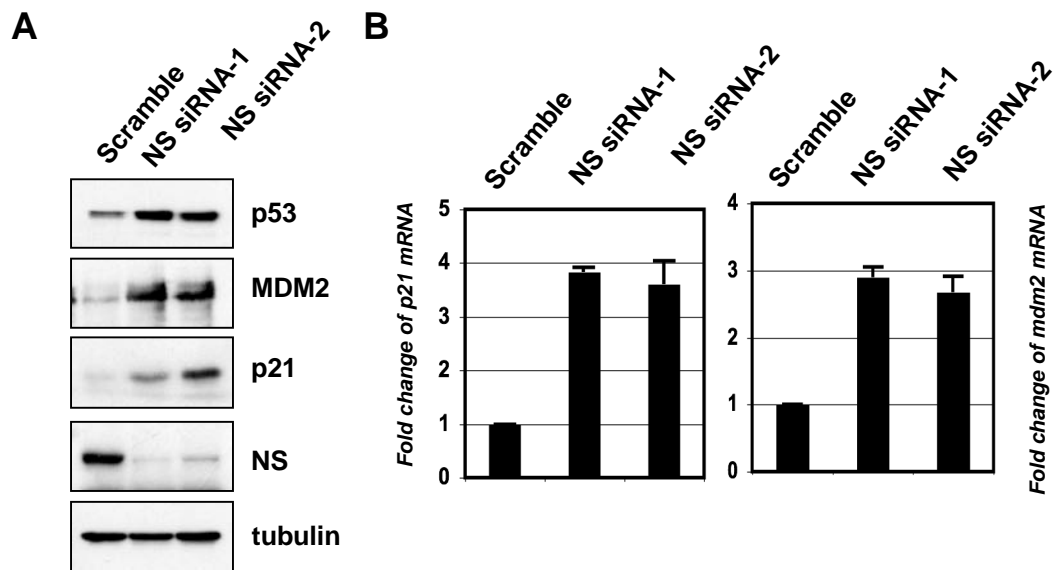 A
Scramble
NS siRNA-1
NS siRNA-2
p53
MDM2
p21
NS
tubulin
B
Scramble
NS siRNA-1
NS siRNA-2
Fold change of p21 mRNA
5
4
3
2
1
0
Scramble
NS siRNA-1
NS siRNA-2
4
3
2
1
0
Fold change of mdm2 mRNA